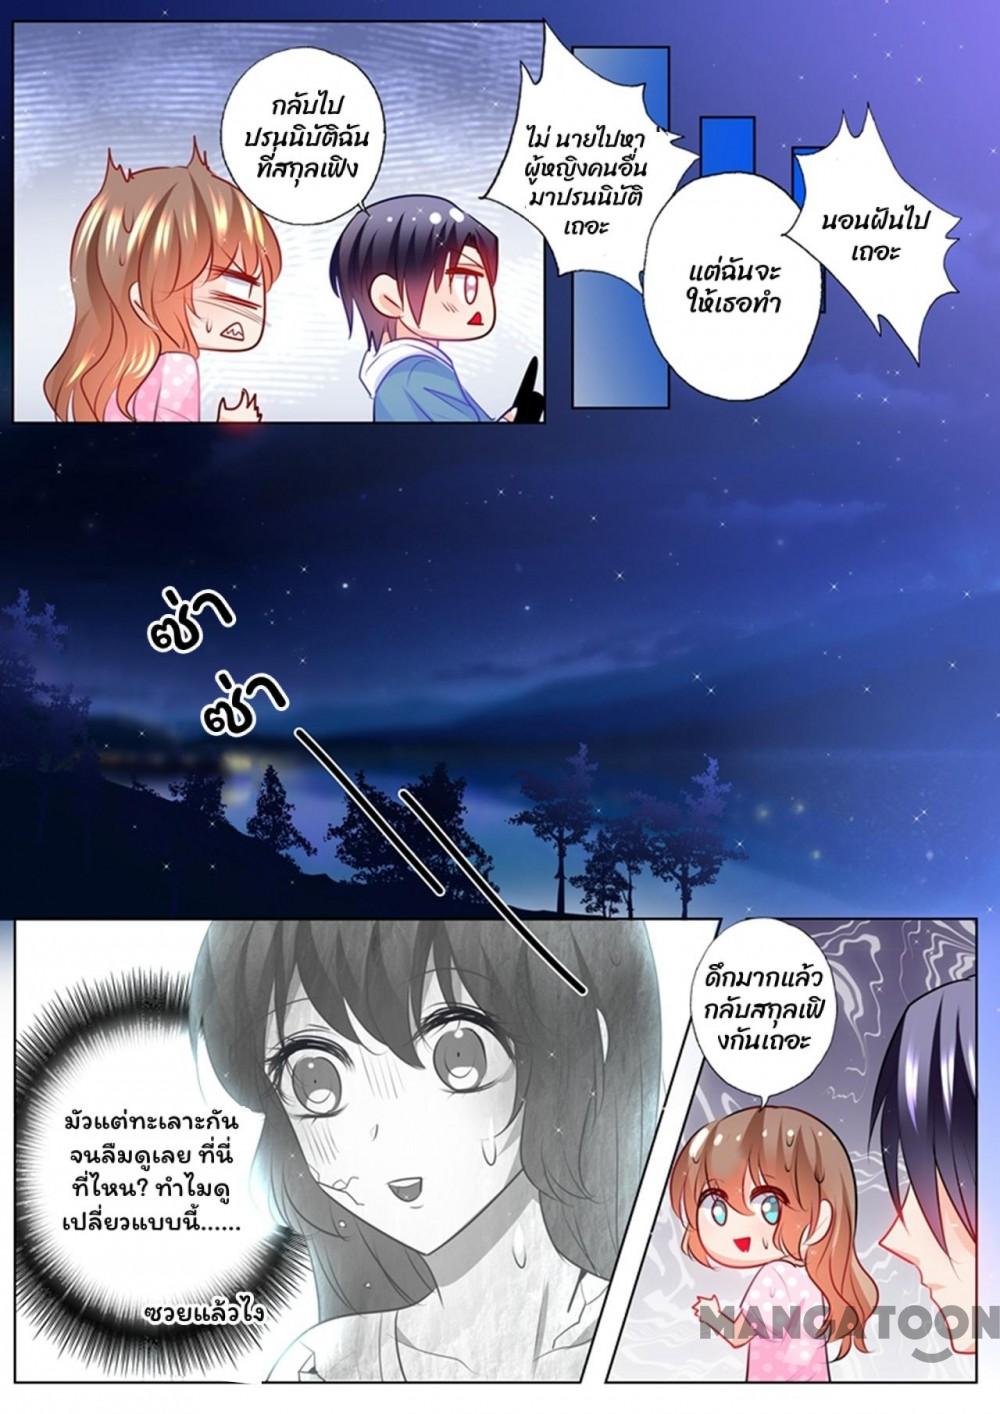 กลับไป
ปรนนิบัติฉัน
ที่สกุลเฟิง
ไม่ นายไปหา
ผู้หญิงคนอื่น
มาปรนนิบัติ
เถอะ
แต่ฉันจะ
ให้เธอทำ
นอนฝันไป
เถอะ
ซ่า
ซ่า
ดึกมากแล้ว
กลับสกุลเฟิ
งกันเถอะ
มัวแต่ทะเลาะกัน
จนลืมดูเลย ที่นี่
ที่ไหน? ทำไมดู
เปลี่ยวแบบนี้......
ซวยแล้วไง
MANGATOON